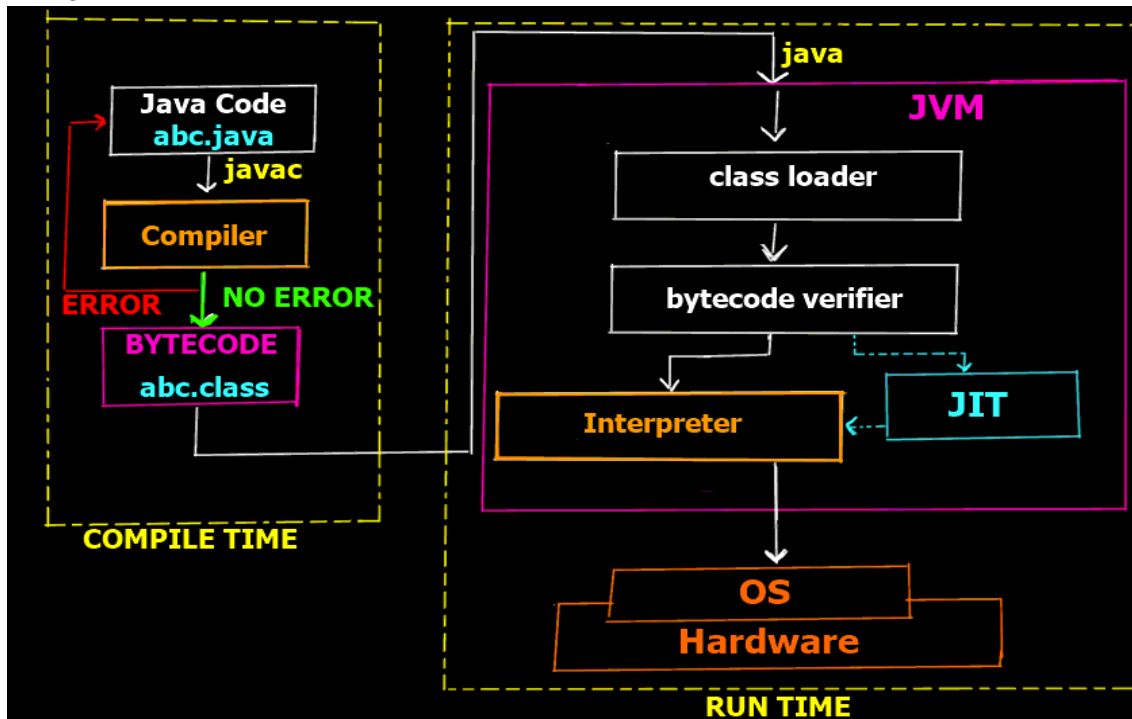 Java Code
abc.java
javac
Compiler
ERROR
NO ERROR
BYTECODE
abc.class
COMPILE TIME
java
JVM
class loader
bytecode verifier
Interpreter
JIT
OS
Hardware
RUN TIME